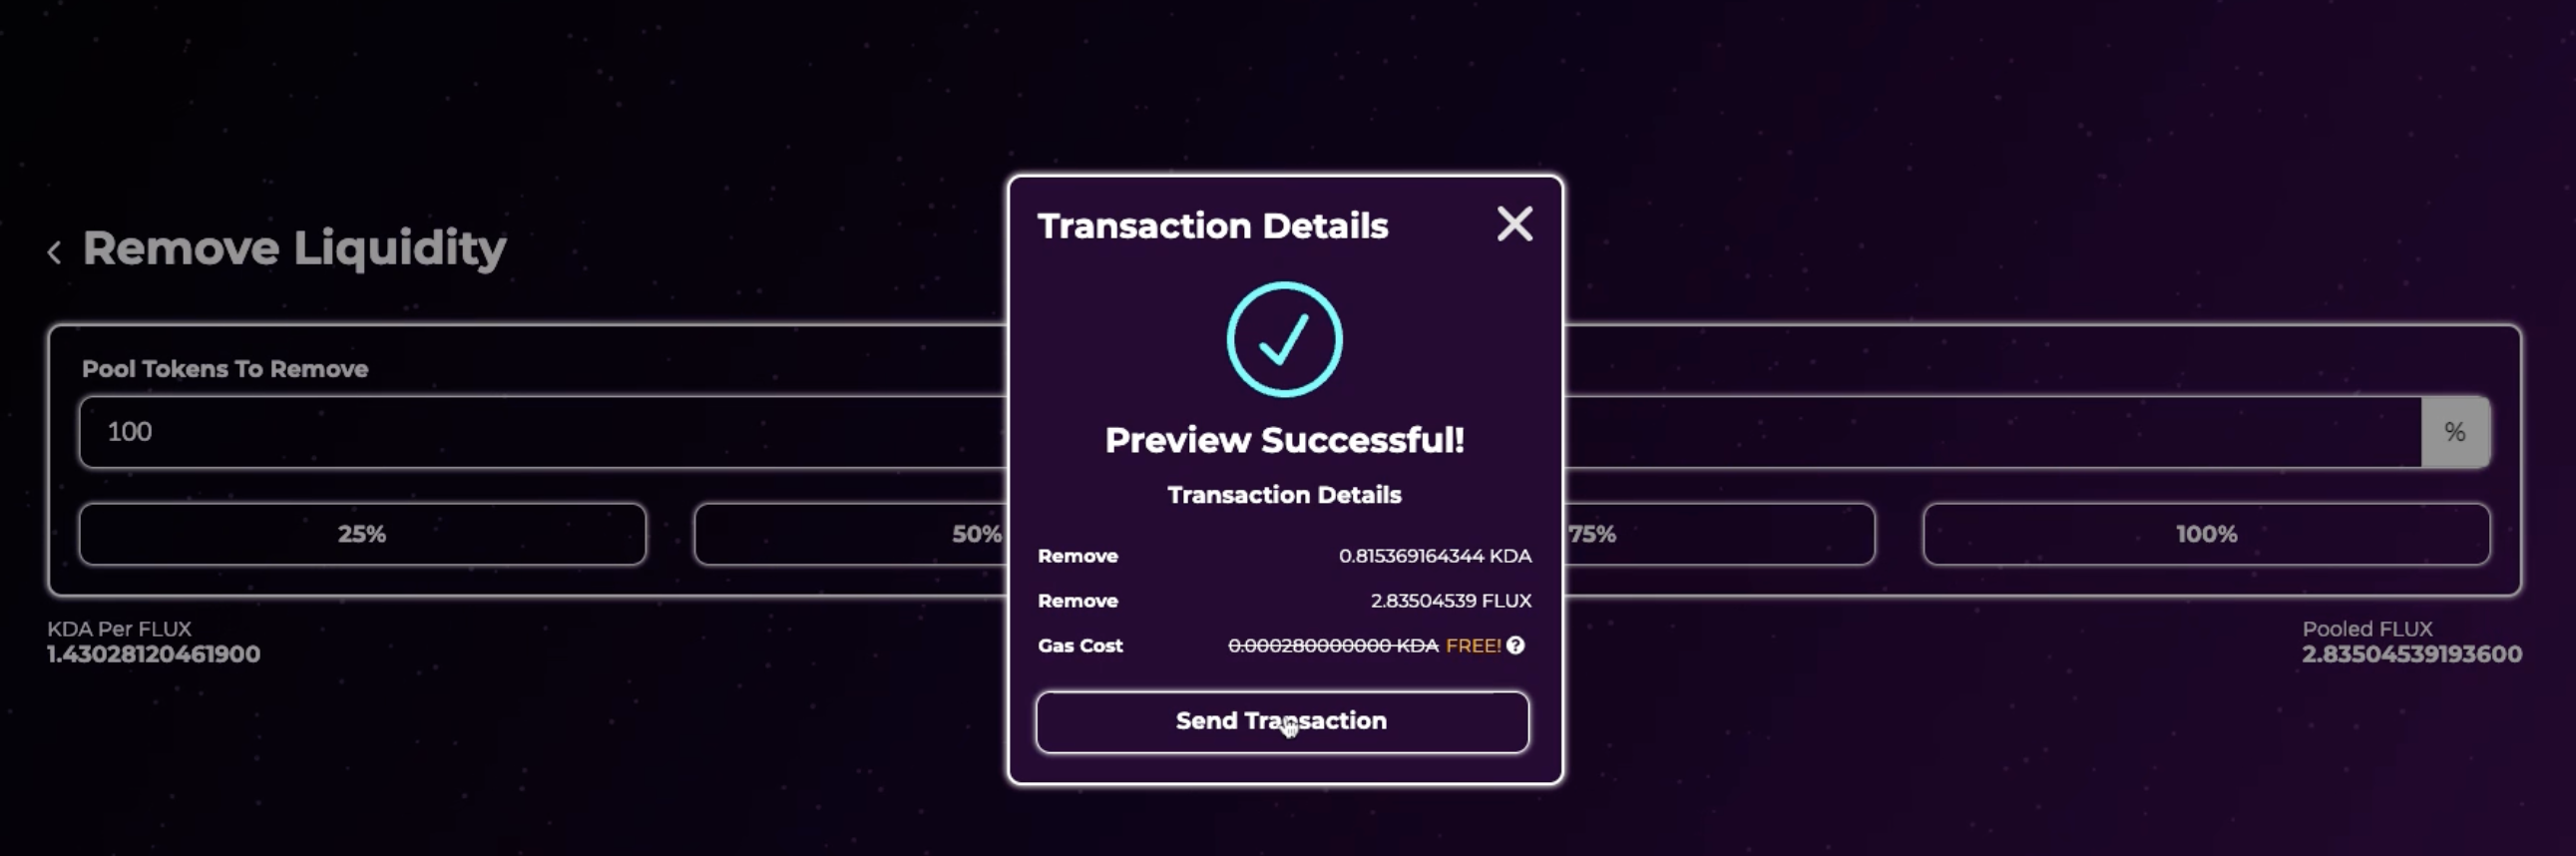 Remove Liquidity
Pool Tokens To Remove
100
%
25%
50%
75%
100%
KDA Per FLUX
1.43028120461900
Pooled FLUX
2.83504539193600
Transaction Details
Preview Successful!
Transaction Details
Remove 0.815369164344 KDA
Remove 2.83504539 FLUX
Gas Cost 0.000280000000 KDA FREE! ?
Send Transaction